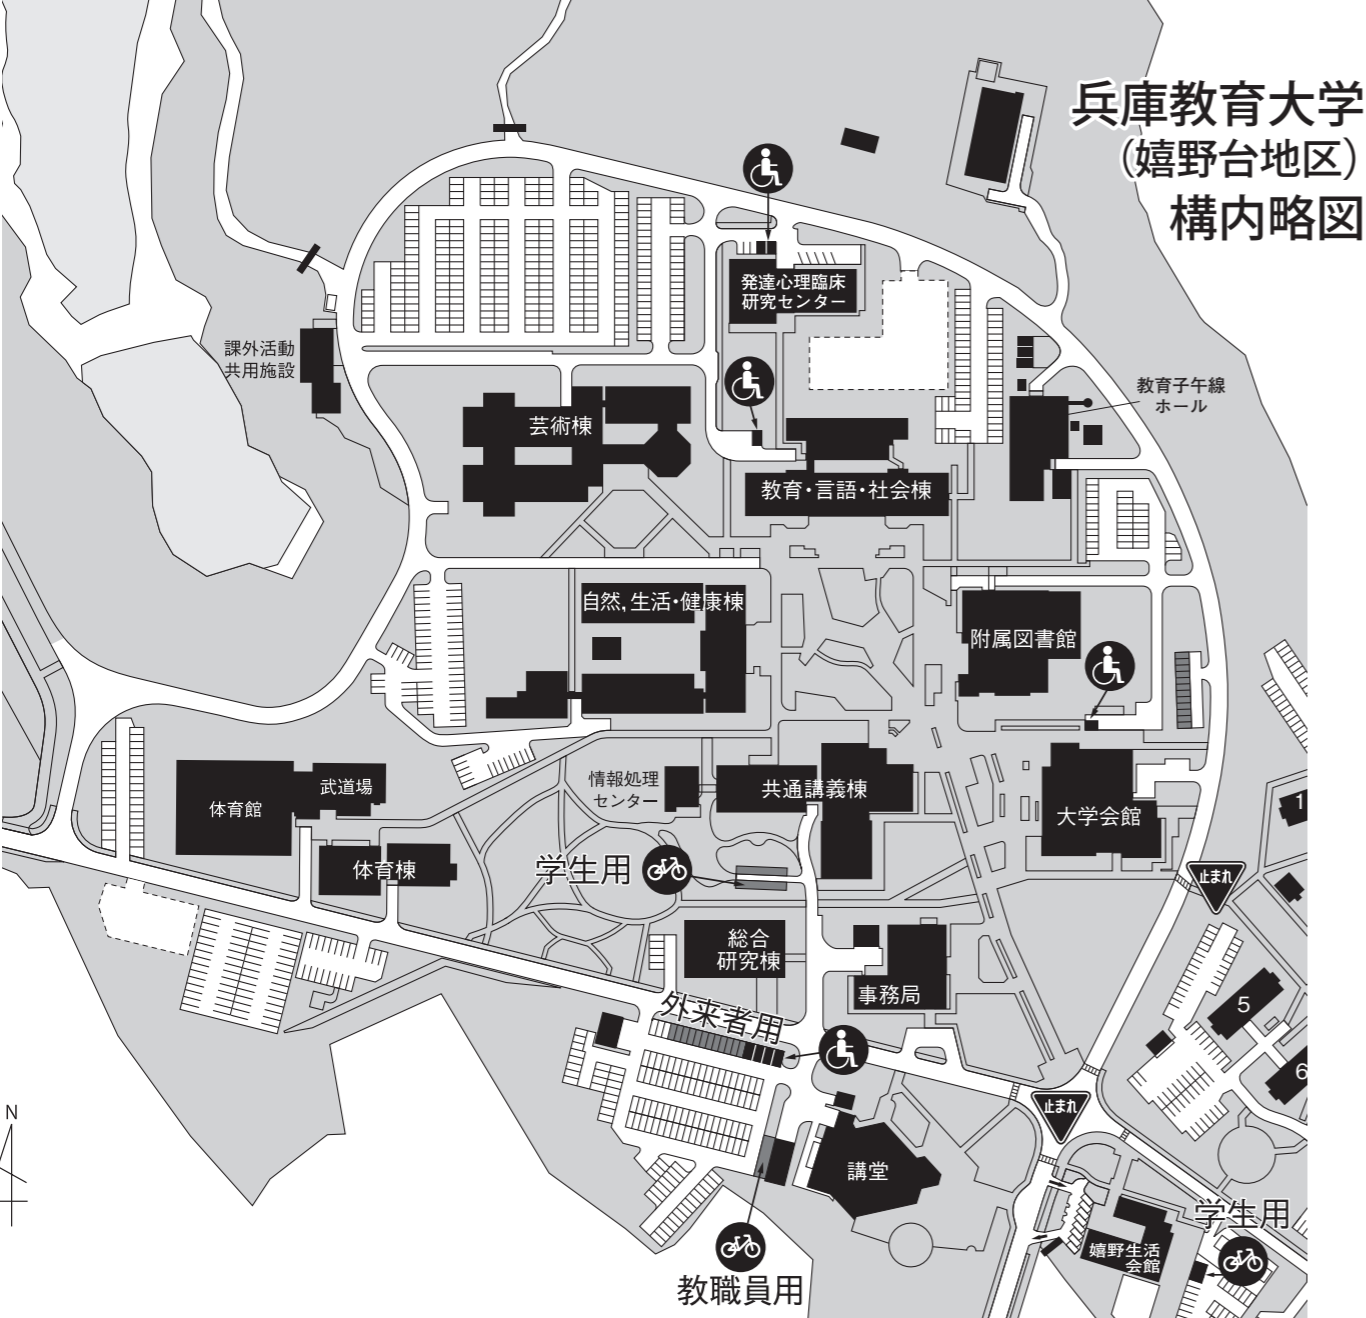 兵庫教育大学
（嬉野台地区）
構内略図
発達心理臨床
研究センター
課外活動
共用施設
教育子午線
ホール
芸術棟
教育・言語・社会棟
自然，生活・健康棟
附属図書館
情報処理
センター
共通講義棟
大学会館
体育館
武道場
体育棟
学生用
止まれ
総合
研究棟
事務局
外来者用
1
5
6
止まれ
N
講堂
学生用
嬉野生活
会館
教職員用